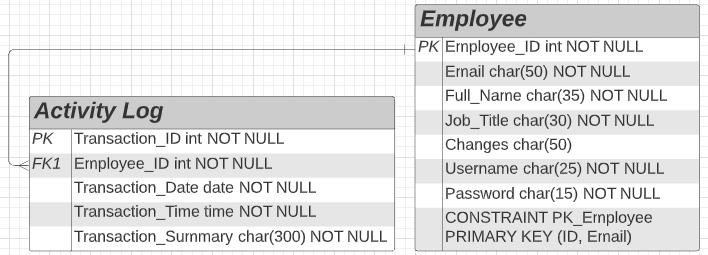 Employee
PK Employee_ID int NOT NULL
Email char(50) NOT NULL
Full_Name char(35) NOT NULL
Job_Title char(30) NOT NULL
Changes char(50)
Username char(25) NOT NULL
Password char(15) NOT NULL
CONSTRAINT PK_Employee
PRIMARY KEY (ID, Email)
Activity Log
PK Transaction_ID int NOT NULL
FK1 Employee_ID int NOT NULL
Transaction_Date date NOT NULL
Transaction_Time time NOT NULL
Transaction_Summary char(300) NOT NULL